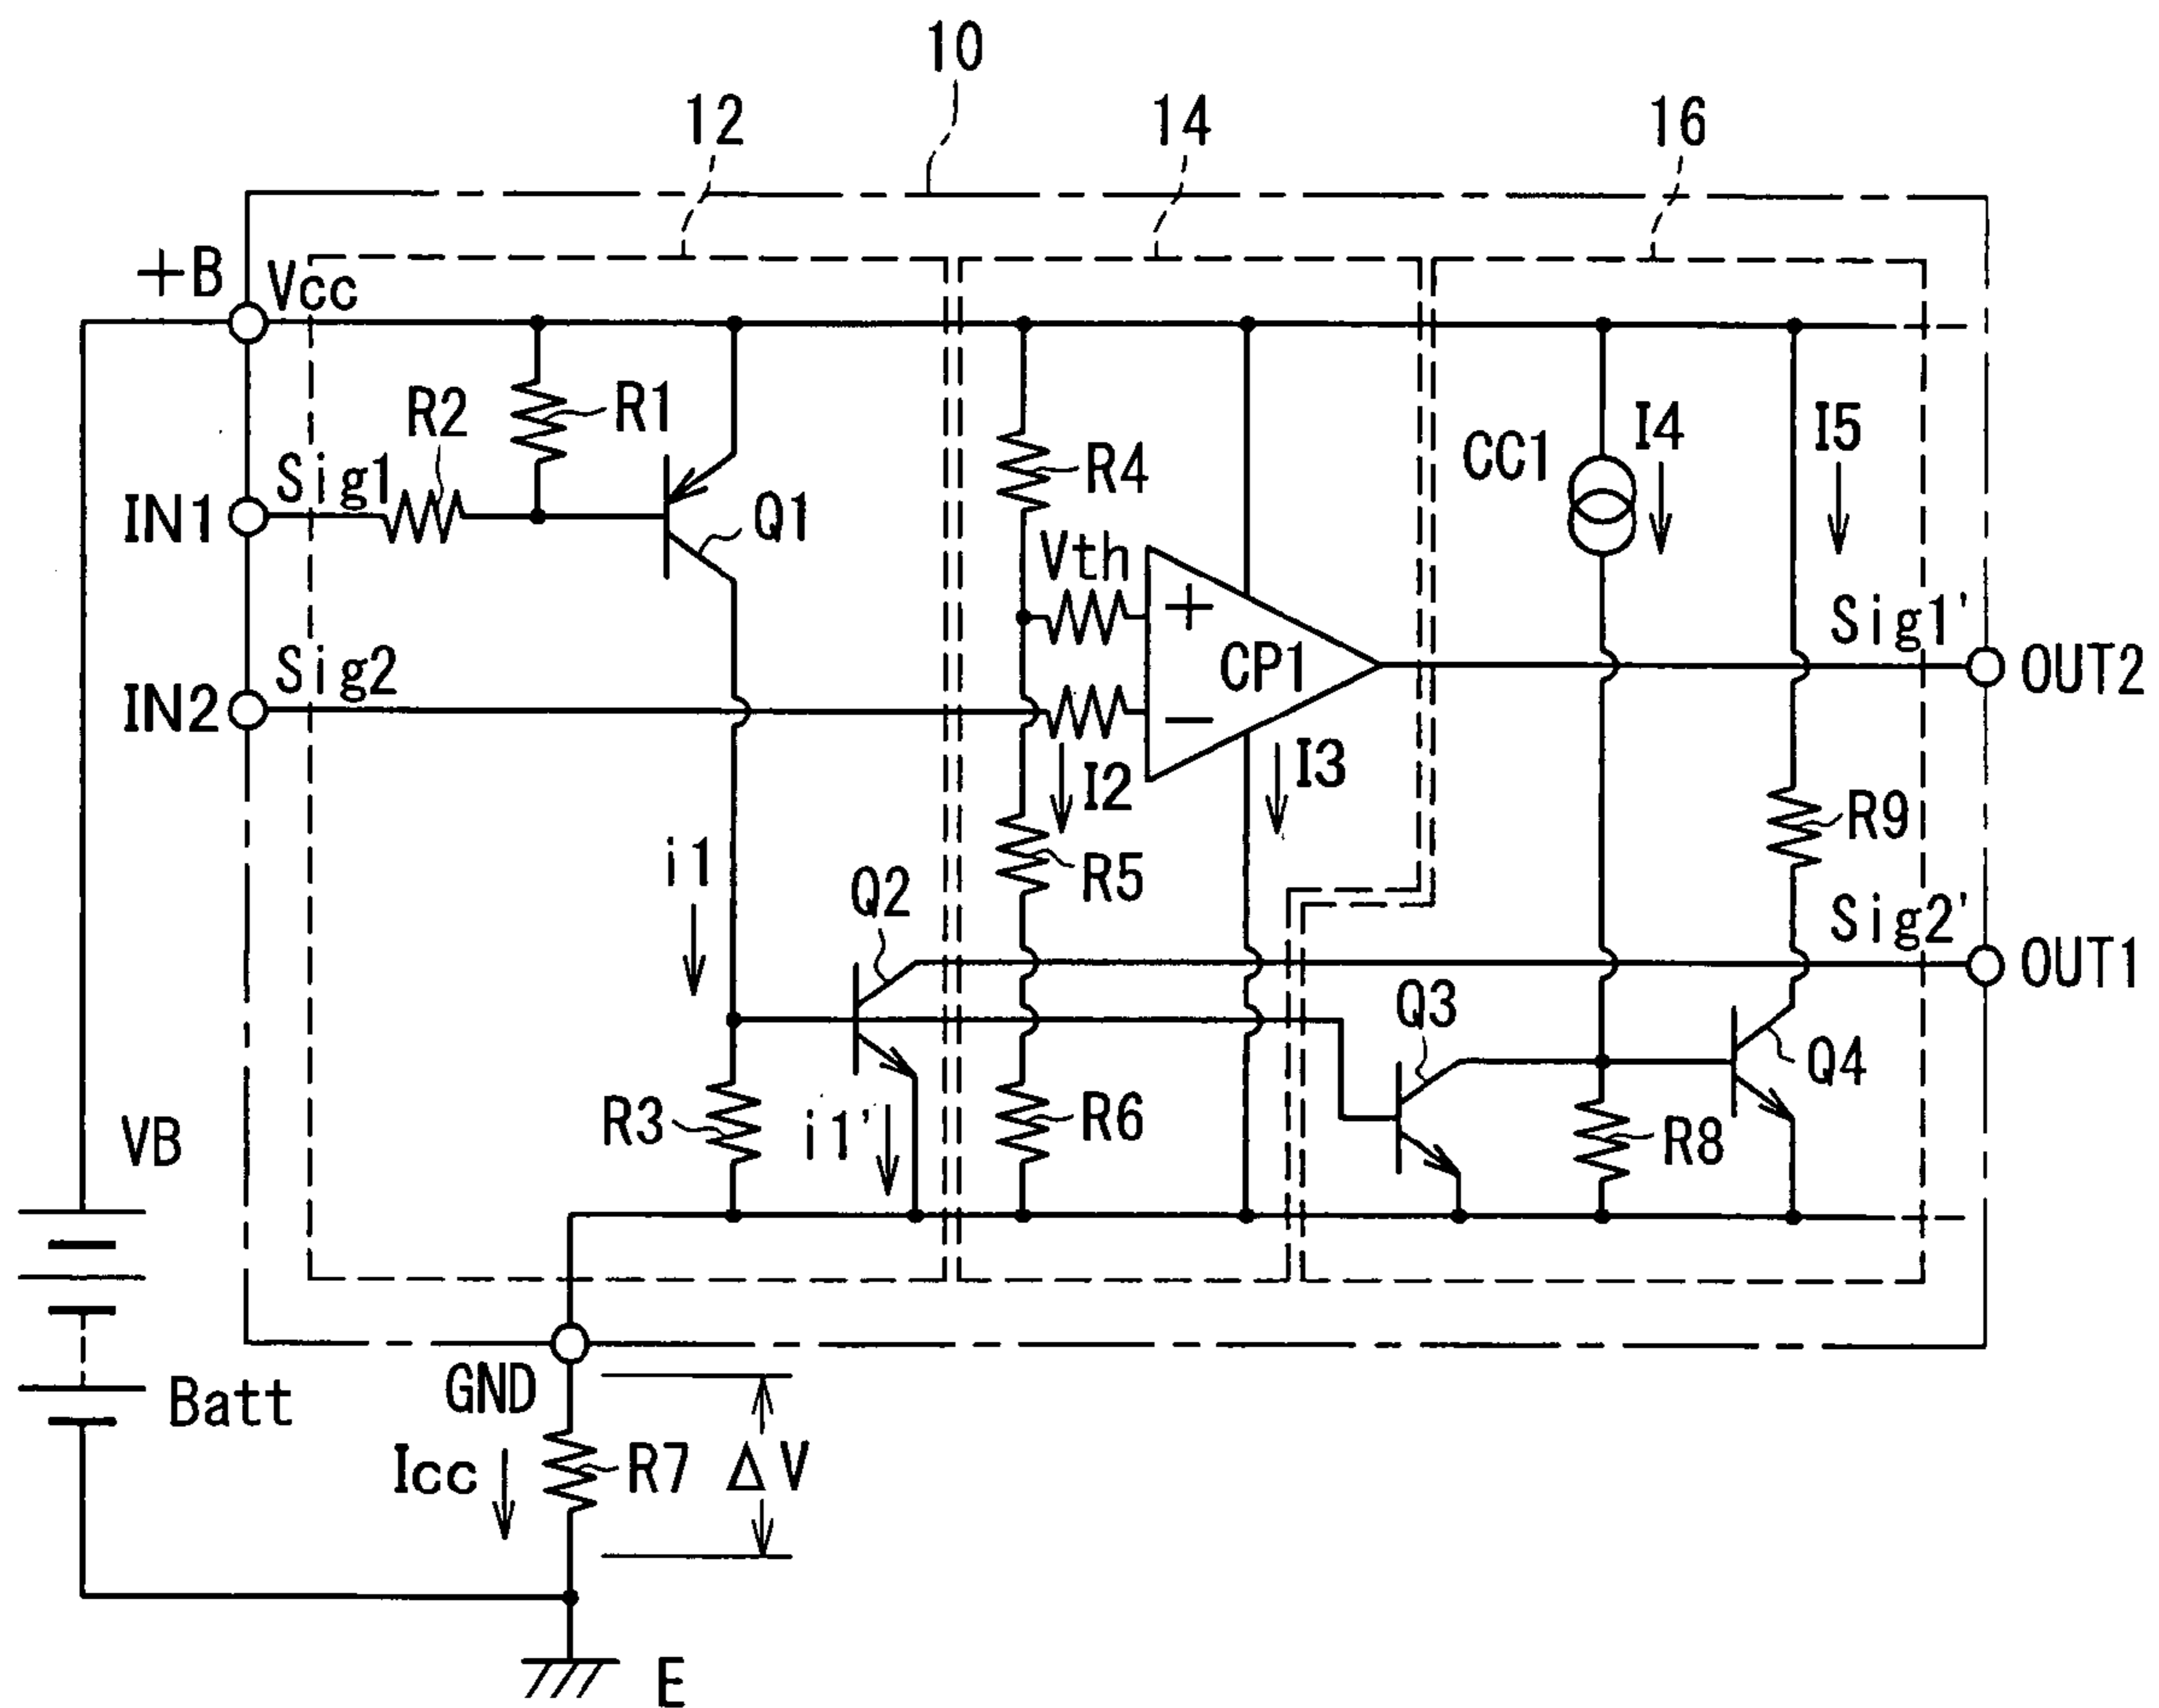 10
12
14
16
+B
Vcc
R2
R1
R4
CC1
I4
I5
IN1
Sig1
Q1
Vth
+
CP1
-
Sig1'
OUT2
IN2
Sig2
I2
I3
R5
R9
i1
Q2
Sig2'
OUT1
Q3
Q4
VB
R3
i1'
R6
R8
Batt
GND
Icc
R7
ΔV
E